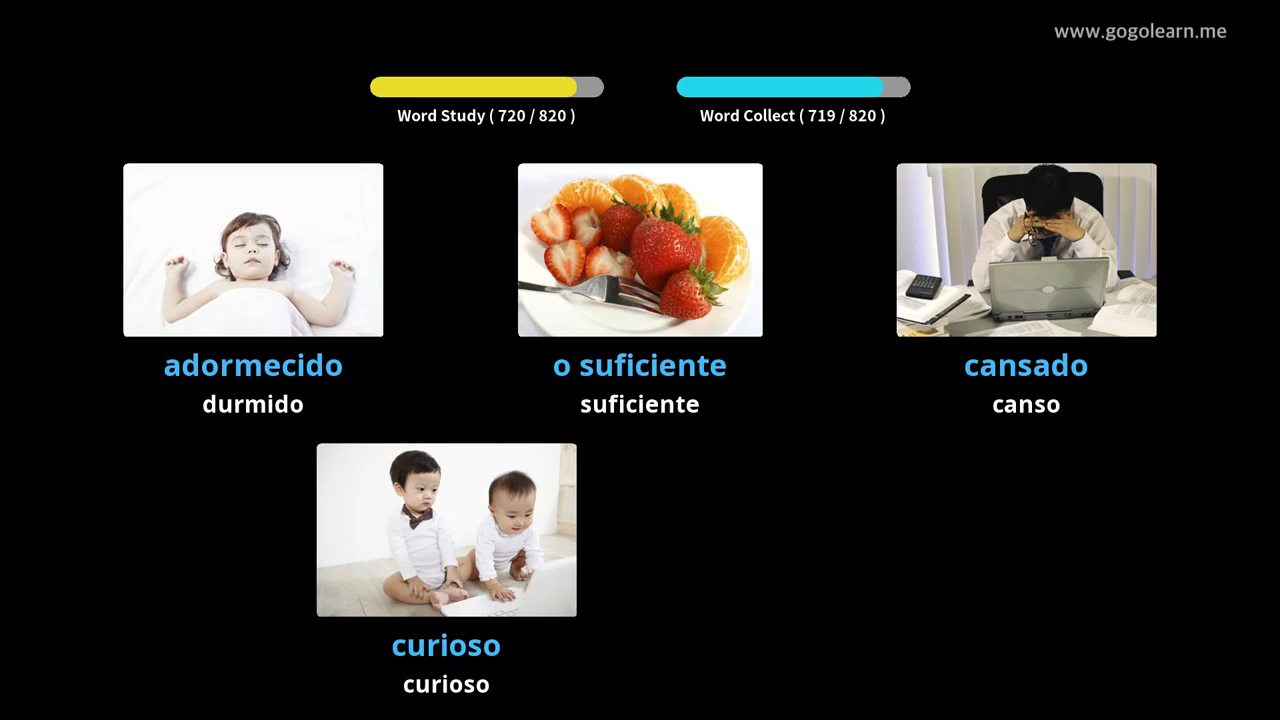 www.gogolearn.me
Word Study ( 720 / 820 )
Word Collect ( 719 / 820 )
adormecido
durmido
o suficiente
suficiente
cansado
canso
curioso
curioso